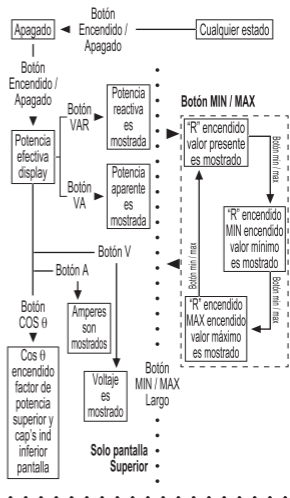 Apagado
Botón
Encendido /
Apagado
Cualquier estado
Botón
Encendido /
Apagado
Potencia
efectiva
display
Botón
VAR
Potencia
reactiva
es
mostrada
Botón
VA
Potencia
aparente
es
mostrada
Botón V
Botón A
Botón
COS θ
Cos θ
encendido
factor de
potencia
superior y
cap's ind
inferior
pantalla
Amperes
son
mostrados
Voltaje
es
mostrado
Solo pantalla
Superior
Botón
MIN / MAX
Largo
Botón MIN / MAX
"R" encendido
valor presente
es mostrado
Botón min / max
"R" encendido
MIN encendido
valor mínimo
es mostrado
Botón min / max
"R" encendido
MAX encendido
valor máximo
es mostrado
Botón min / max